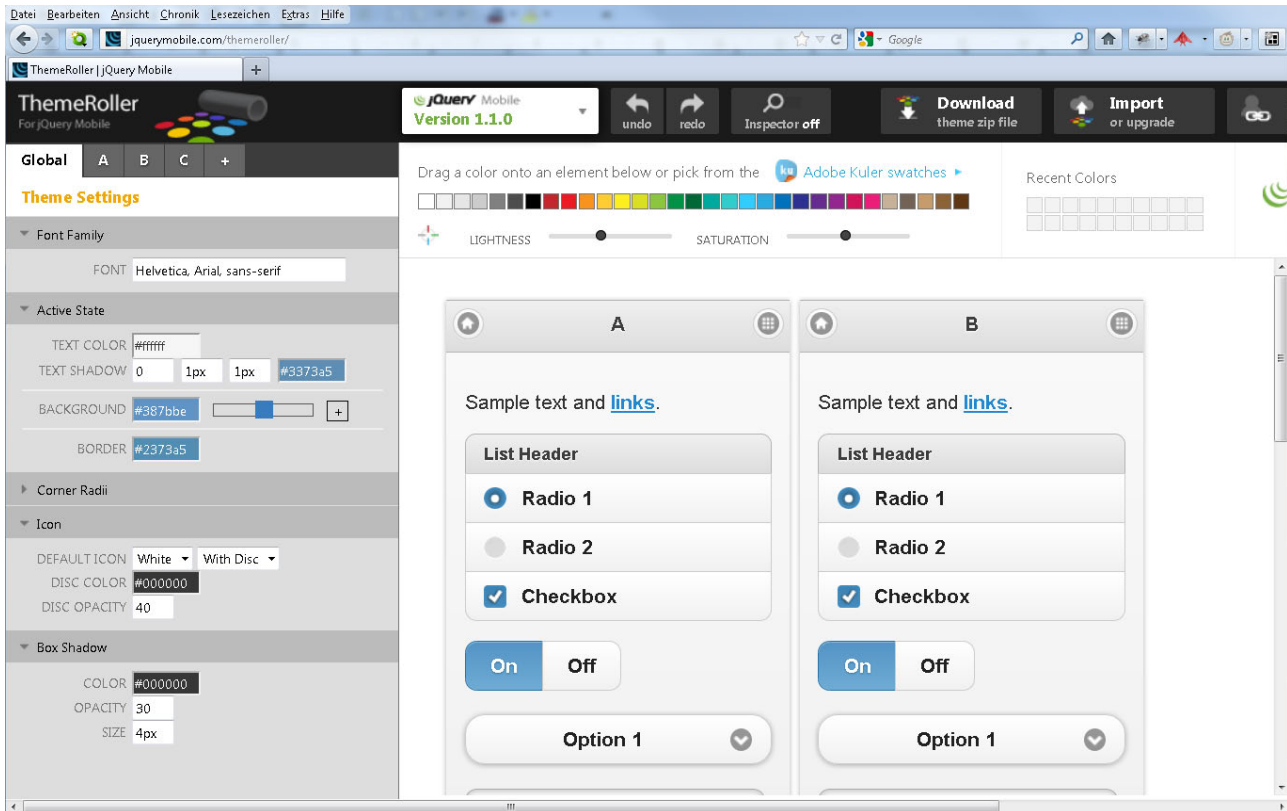 Datei Bearbeiten Ansicht Chronik Lesezeichen Extras Hilfe
jquerymobile.com/themeroller/
Google
ThemeRoller | jQuery Mobile
+
ThemeRoller
For jQuery Mobile
jQuery Mobile
Version 1.1.0
undo
redo
Inspector off
Download
theme zip file
Import
or upgrade
Global A B C +
Theme Settings
Font Family
FONT Helvetica, Arial, sans-serif
Active State
TEXT COLOR #ffffff
TEXT SHADOW 0 1px 1px #3373a5
BACKGROUND #387bbe +
BORDER #2373a5
Corner Radii
Icon
DEFAULT ICON White With Disc
DISC COLOR #000000
DISC OPACITY 40
Box Shadow
COLOR #000000
OPACITY 30
SIZE 4px
Drag a color onto an element below or pick from the ku Adobe Kuler swatches
LIGHTNESS SATURATION
Recent Colors
A
Sample text and links.
List Header
Radio 1
Radio 2
Checkbox
On Off
Option 1
B
Sample text and links.
List Header
Radio 1
Radio 2
Checkbox
On Off
Option 1